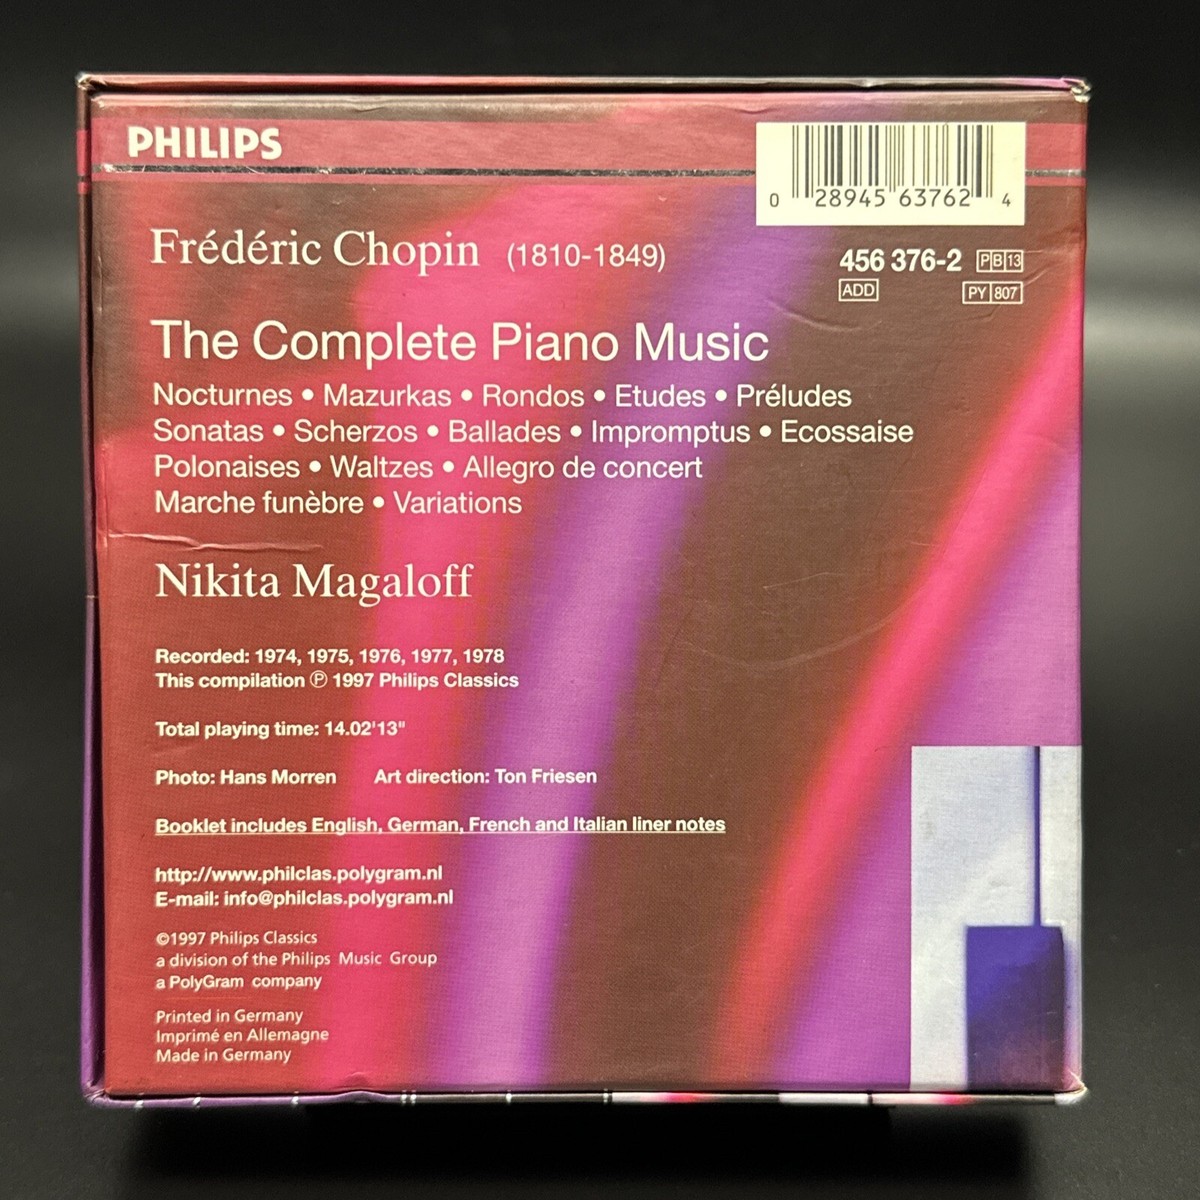 PHILIPS
0 28945 63762 4
Frédéric Chopin (1810-1849)
456 376-2 PB 13
ADD PY 807
The Complete Piano Music
Nocturnes • Mazurkas • Rondos • Etudes • Préludes
Sonatas • Scherzos • Ballades • Impromptus • Ecossaise
Polonaises • Waltzes • Allegro de concert
Marche funèbre • Variations
Nikita Magaloff
Recorded: 1974, 1975, 1976, 1977, 1978
This compilation ℗ 1997 Philips Classics
Total playing time: 14.02'13"
Photo: Hans Morren Art direction: Ton Friesen
Booklet includes English, German, French and Italian liner notes
http://www.philclas.polygram.nl
E-mail: info@philclas.polygram.nl
©1997 Philips Classics
a division of the Philips Music Group
a PolyGram company
Printed in Germany
Imprimé en Allemagne
Made in Germany